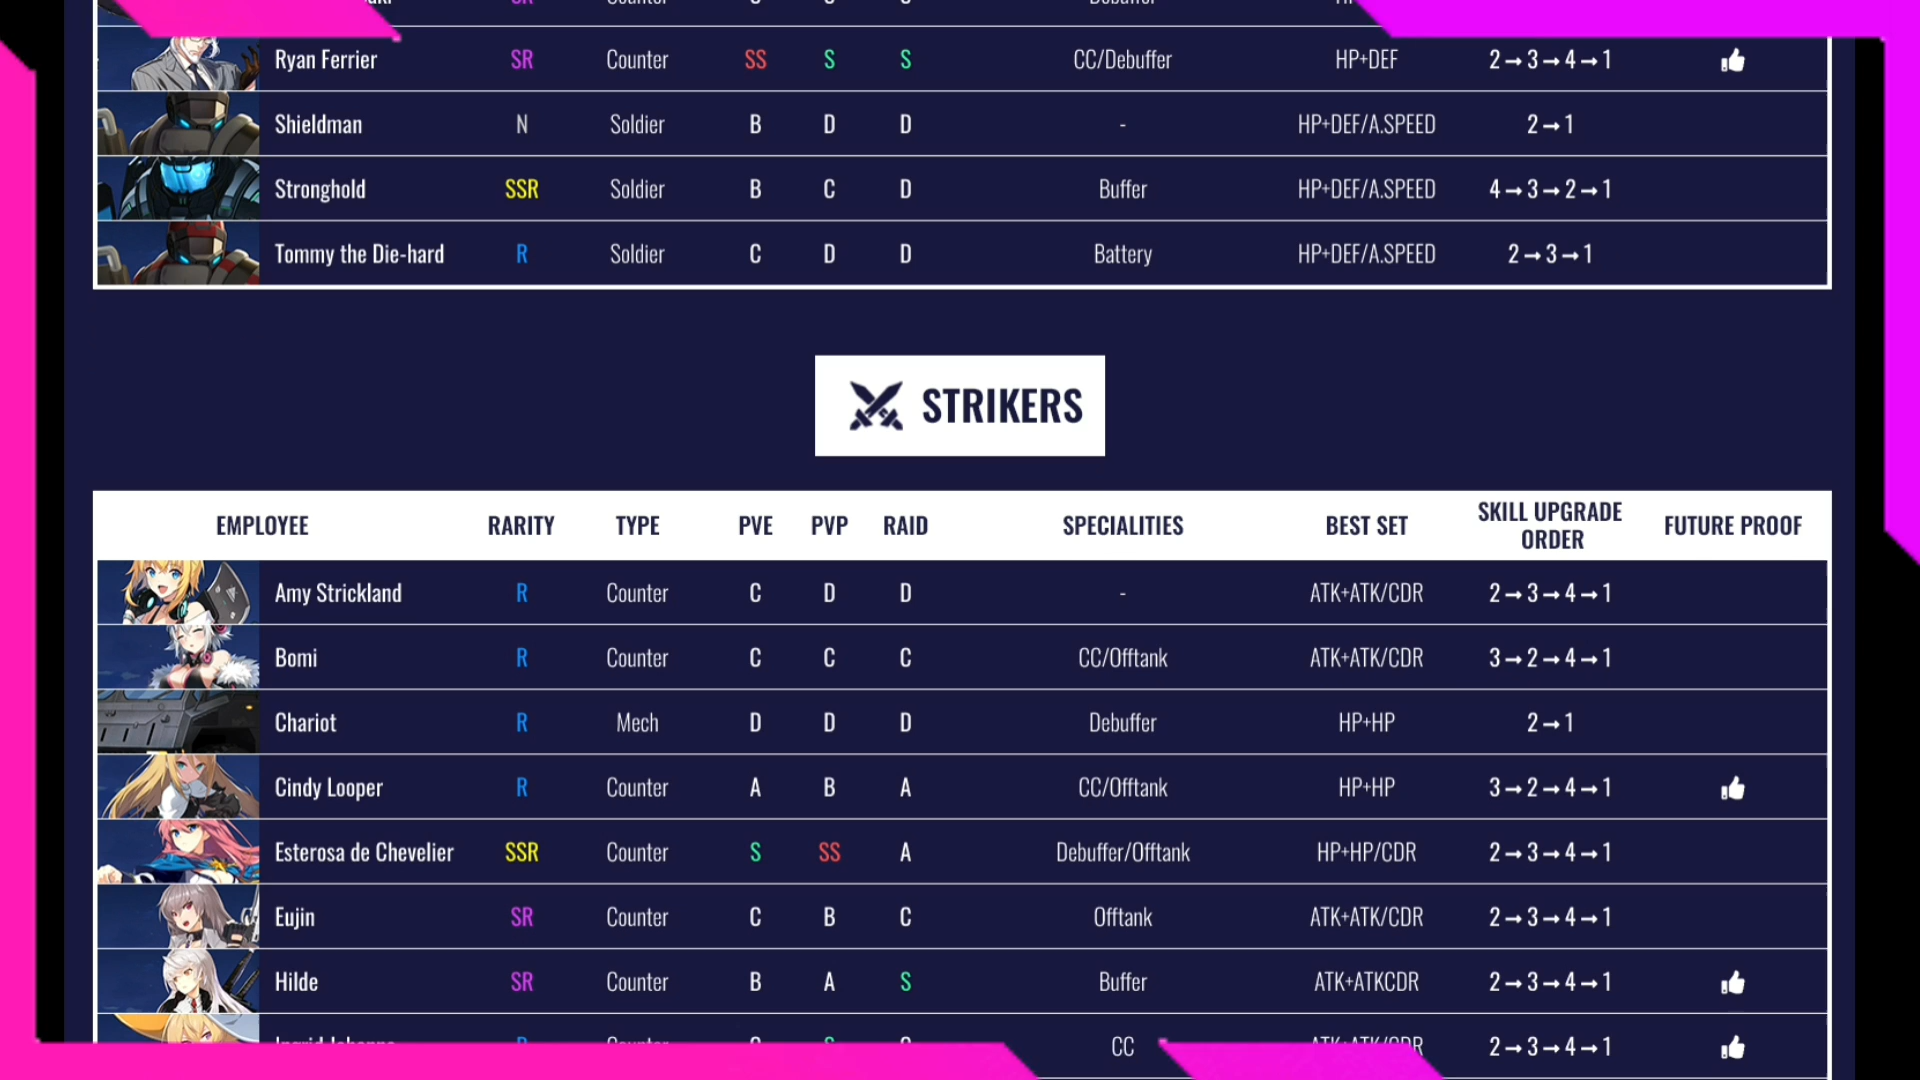 Ryan Ferrier SR Counter SS S S CC/Debuffer HP+DEF 2→3→4→1
Shieldman N Soldier B D D - HP+DEF/A.SPEED 2→1
Stronghold SSR Soldier B C D Buffer HP+DEF/A.SPEED 4→3→2→1
Tommy the Die-hard R Soldier C D D Battery HP+DEF/A.SPEED 2→3→1
STRIKERS
EMPLOYEE RARITY TYPE PVE PVP RAID SPECIALITIES BEST SET SKILL UPGRADE ORDER FUTURE PROOF
Amy Strickland R Counter C D D - ATK+ATK/CDR 2→3→4→1
Bomi R Counter C C C CC/Offtank ATK+ATK/CDR 3→2→4→1
Chariot R Mech D D D Debuffer HP+HP 2→1
Cindy Looper R Counter A B A CC/Offtank HP+HP 3→2→4→1
Esterosa de Chevelier SSR Counter S SS A Debuffer/Offtank HP+HP/CDR 2→3→4→1
Eujin SR Counter C B C Offtank ATK+ATK/CDR 2→3→4→1
Hilde SR Counter B A S Buffer ATK+ATKCDR 2→3→4→1
CC 2→3→4→1